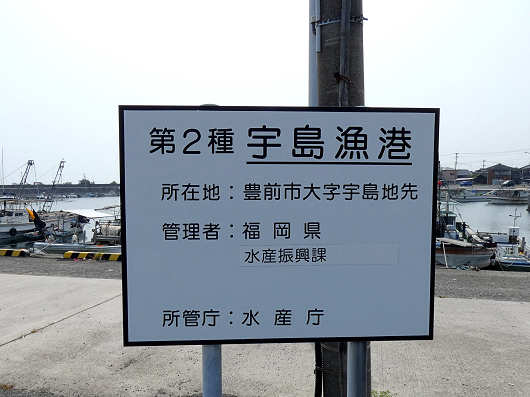 第2種 宇島漁港
所在地：豊前市大字宇島地先
管理者：福岡県
水産振興課
所管庁：水産庁